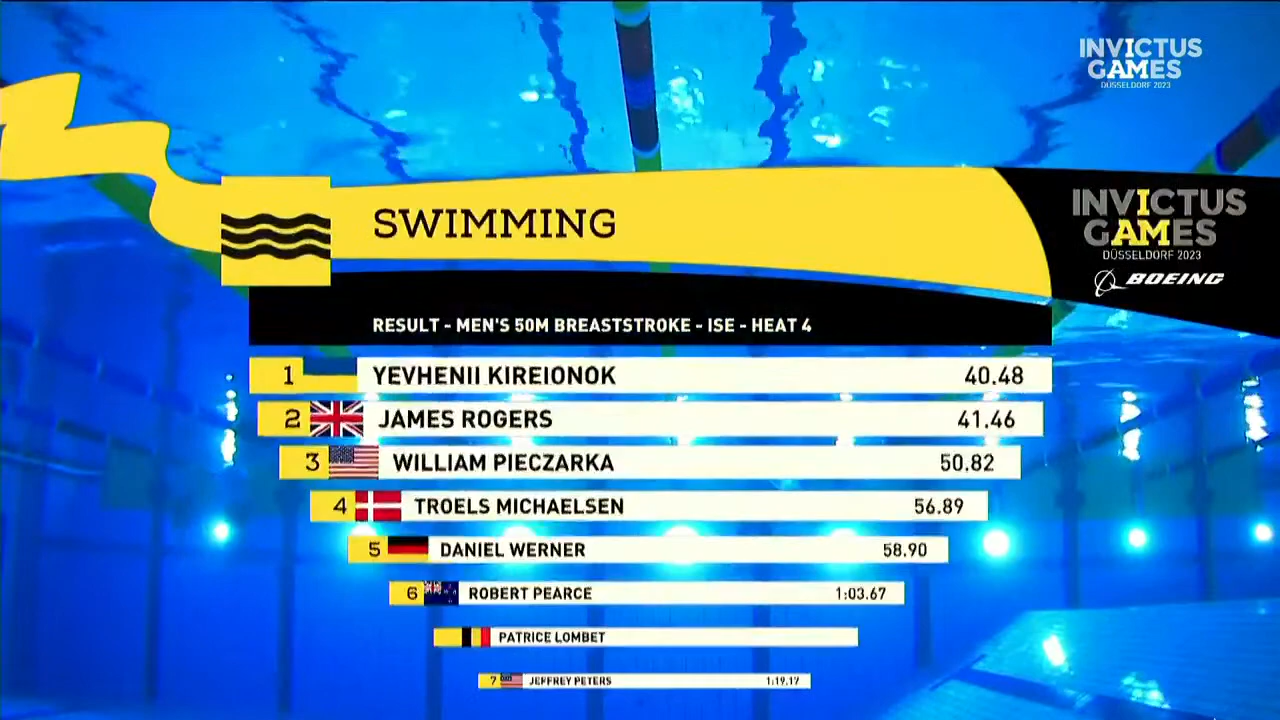 INVICTUS
GAMES
DÜSSELDORF 2023
SWIMMING
INVICTUS
GAMES
DÜSSELDORF 2023
BOEING
RESULT - MEN'S 50M BREASTSTROKE - ISE - HEAT 4
1 YEVHENII KIREIONOK 40.48
2 JAMES ROGERS 41.46
3 WILLIAM PIECZARKA 50.82
4 TROELS MICHAELSEN 56.89
5 DANIEL WERNER 58.90
6 ROBERT PEARCE 1:03.67
PATRICE LOMBET
7 JEFFREY PETERS 1:19.17